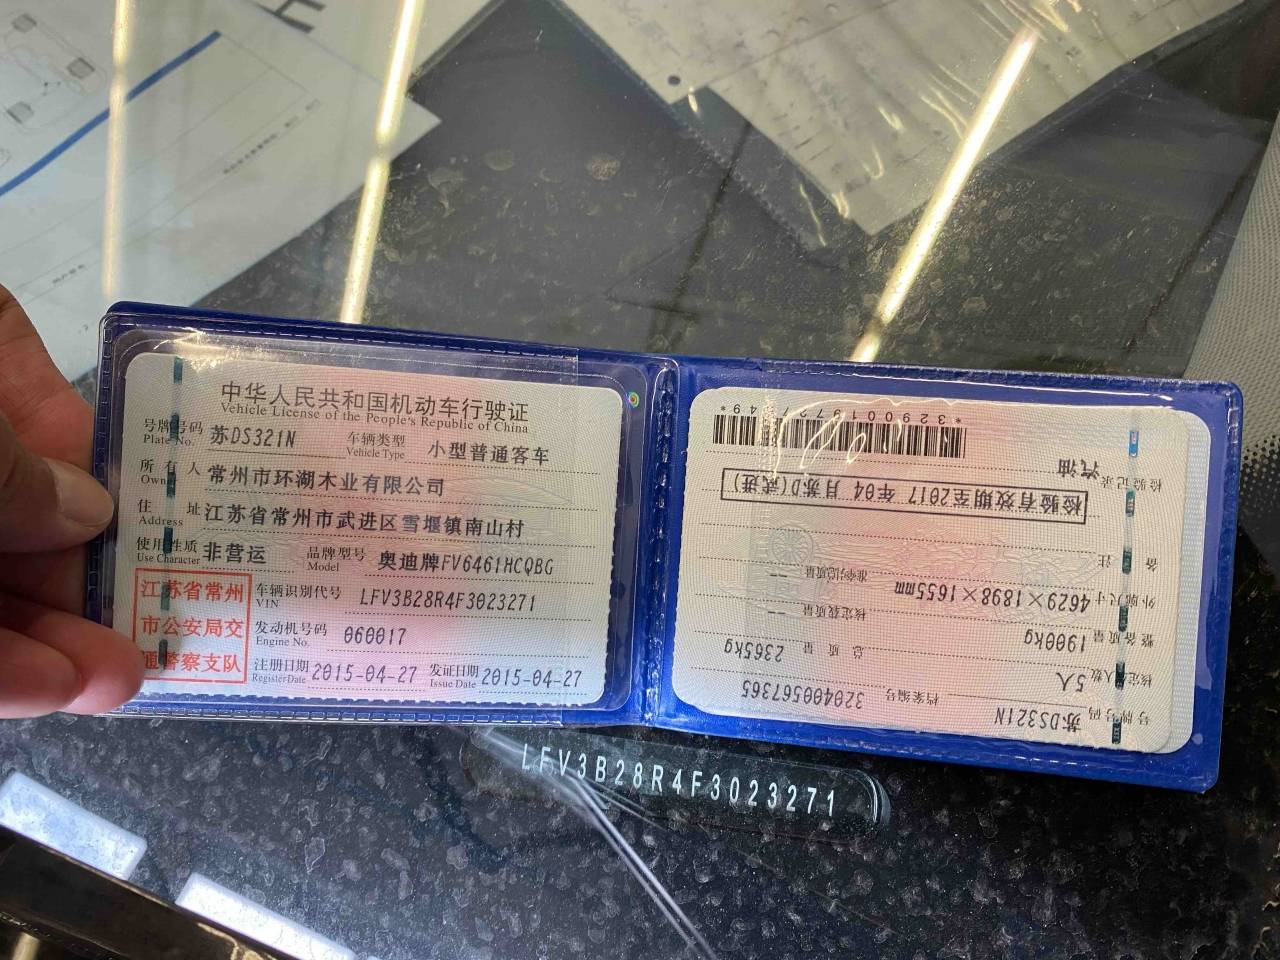 中华人民共和国机动车行驶证
Vehicle License of the People's Republic of China
号牌号码 苏DS321N 车辆类型 小型普通客车
Plate No. Vehicle Type
所有人 常州市环湖木业有限公司
Owner
住址 江苏省常州市武进区雪堰镇南山村
Address
使用性质 非营运 品牌型号 奥迪牌FV6461HCQBG
Use Character Model
江苏省常州
市公安局交
通警察支队
车辆识别代号 LFV3B28R4F3023271
VIN
发动机号码 060017
Engine No.
注册日期 2015-04-27 发证日期 2015-04-27
Register Date Issue Date
号牌号码 苏DS321N 档案编号 320400567365
核定人数 5人 总质量 2365kg
整备质量 1900kg 核定载质量 --
外廓尺寸 4629×1898×1655mm 准牵引总质量 --
备注
检验有效期至2017年04月苏D(武进)
检验记录 汽油
LFV3B28R4F3023271